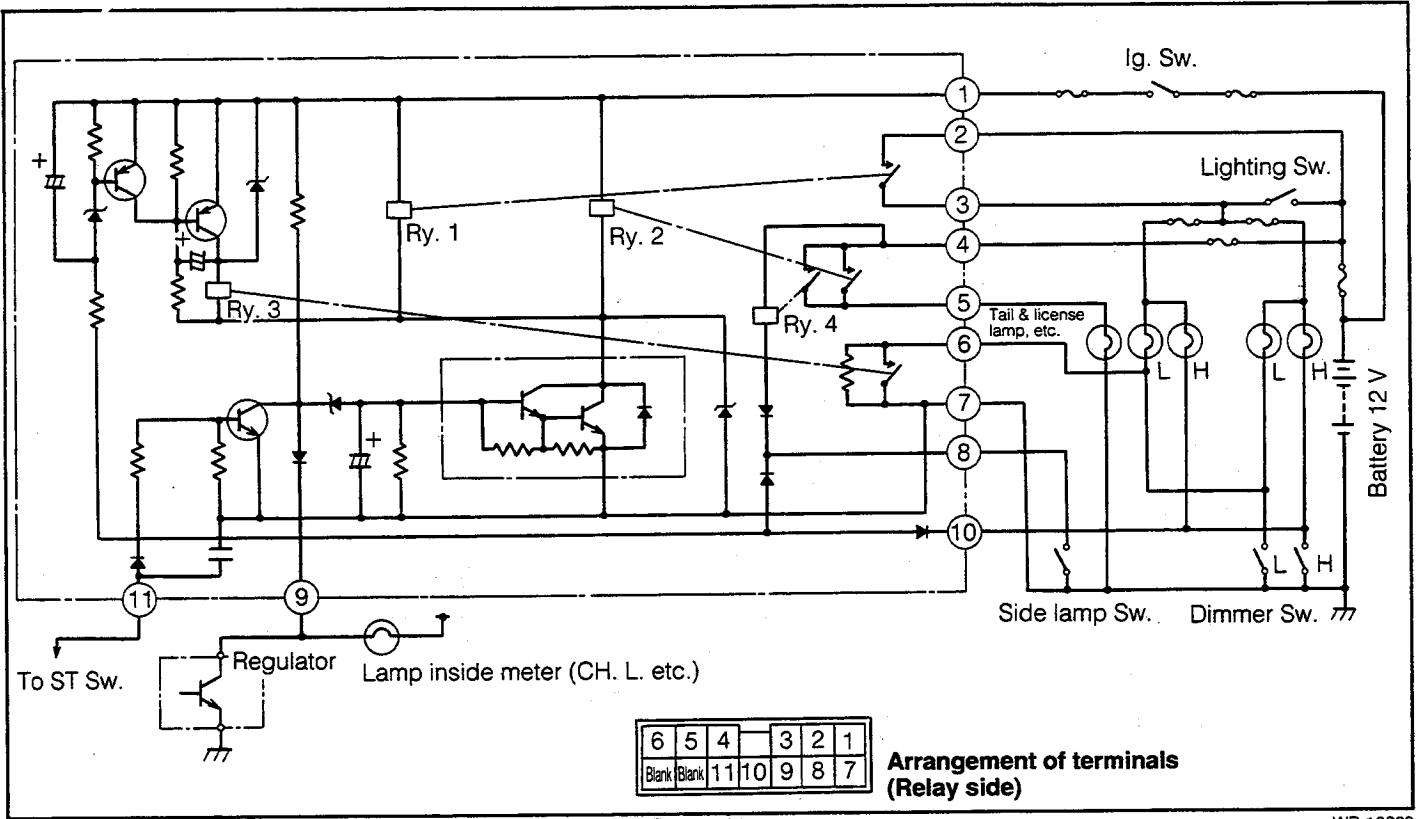 Ig. Sw.
1
2
Lighting Sw.
+
3
Ry. 1
Ry. 2
4
+
Ry. 3
Ry. 4
5
Tail & license
lamp, etc.
6
L
H
L
H
7
+
8
Battery 12 V
10
L
H
11
9
Side lamp Sw.
Dimmer Sw.
To ST Sw.
Regulator
Lamp inside meter (CH. L. etc.)
6 5 4 3 2 1
Blank Blank 11 10 9 8 7
Arrangement of terminals
(Relay side)